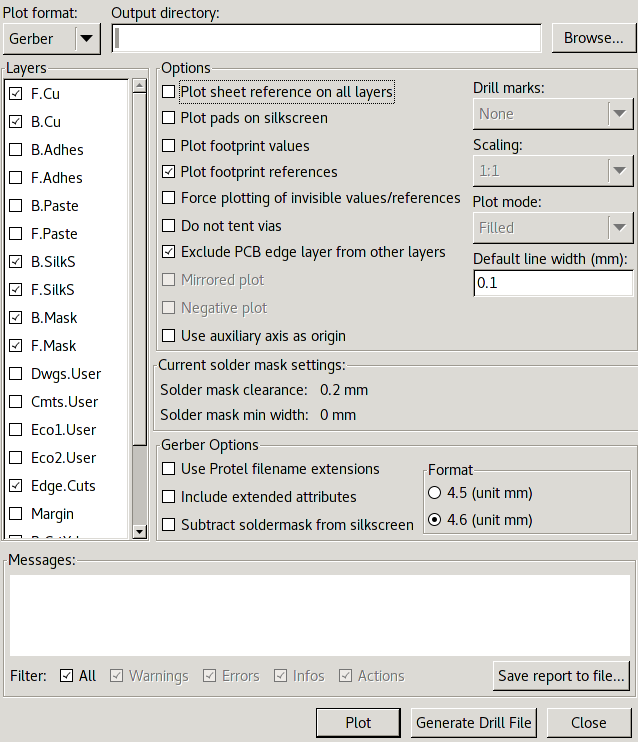 Plot format:
Output directory:
Gerber
Browse...
Layers
F.Cu
B.Cu
B.Adhes
F.Adhes
B.Paste
F.Paste
B.SilkS
F.SilkS
B.Mask
F.Mask
Dwgs.User
Cmts.User
Eco1.User
Eco2.User
Edge.Cuts
Margin
Options
Plot sheet reference on all layers
Plot pads on silkscreen
Plot footprint values
Plot footprint references
Force plotting of invisible values/references
Do not tent vias
Exclude PCB edge layer from other layers
Mirrored plot
Negative plot
Use auxiliary axis as origin
Drill marks:
None
Scaling:
1:1
Plot mode:
Filled
Default line width (mm):
0.1
Current solder mask settings:
Solder mask clearance: 0.2 mm
Solder mask min width: 0 mm
Gerber Options
Use Protel filename extensions
Include extended attributes
Subtract soldermask from silkscreen
Format
4.5 (unit mm)
4.6 (unit mm)
Messages:
Filter: All Warnings Errors Infos Actions
Save report to file...
Plot
Generate Drill File
Close